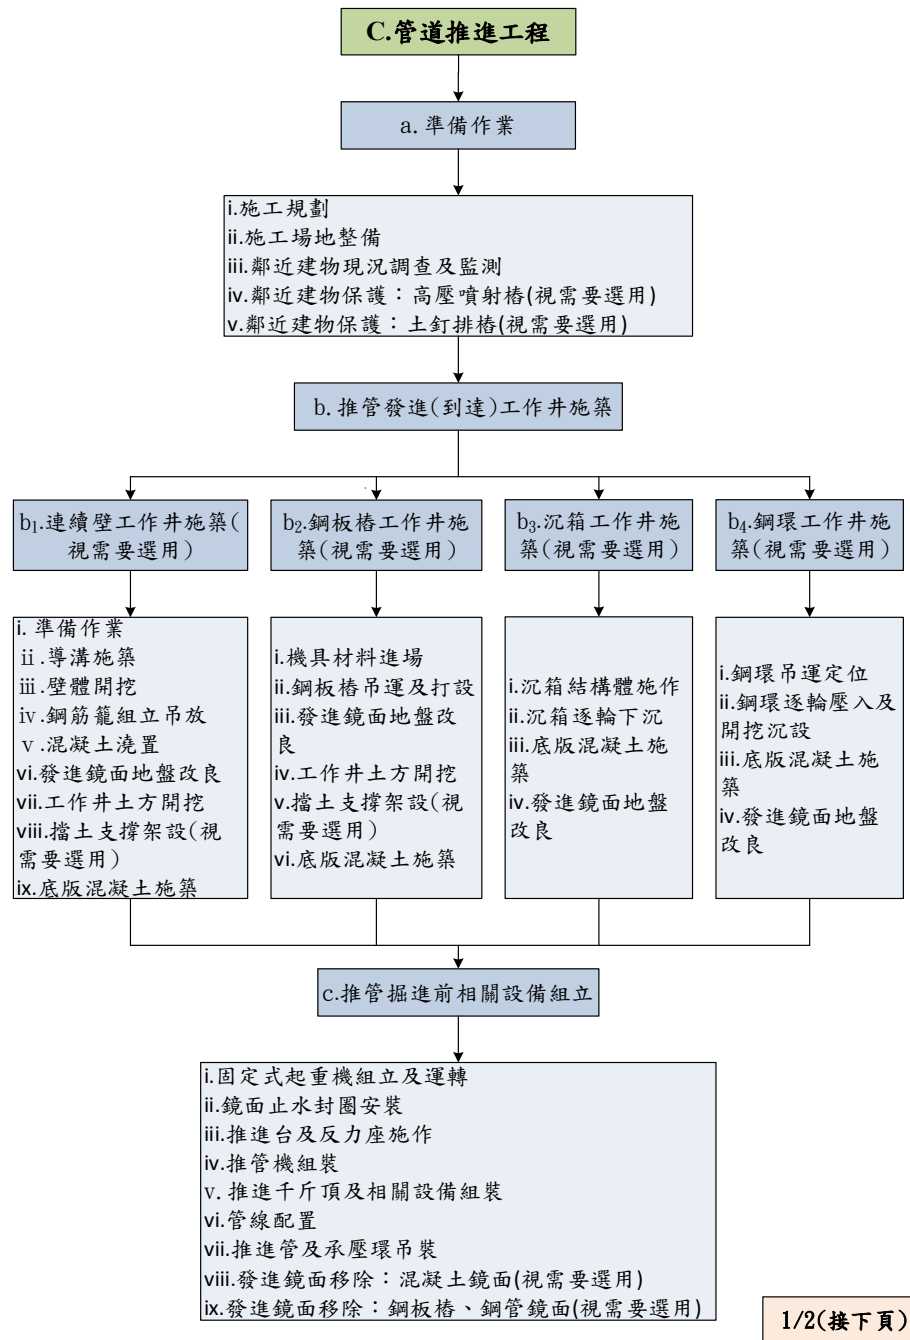 C.管道推進工程
a.準備作業
i.施工規劃
ii.施工場地整備
iii.鄰近建物現況調查及監測
iv.鄰近建物保護：高壓噴射樁(視需要選用)
v.鄰近建物保護：土釘排樁(視需要選用)
b.推管發進(到達)工作井施築
b₁.連續壁工作井施築(
視需要選用)
b₂.鋼板樁工作井施
築(視需要選用)
b₃.沉箱工作井施
築(視需要選用)
b₄.鋼環工作井施
築(視需要選用)
i.準備作業
ii.導溝施築
iii.壁體開挖
iv.鋼筋籠組立吊放
v.混凝土澆置
vi.發進鏡面地盤改良
vii.工作井土方開挖
viii.擋土支撐架設(視
需要選用)
ix.底版混凝土施築
i.機具材料進場
ii.鋼板樁吊運及打設
iii.發進鏡面地盤改
良
iv.工作井土方開挖
v.擋土支撐架設(視
需要選用)
vi.底版混凝土施築
i.沉箱結構體施作
ii.沉箱逐輪下沉
iii.底版混凝土施
築
iv.發進鏡面地盤
改良
i.鋼環吊運定位
ii.鋼環逐輪壓入及
開挖沉設
iii.底版混凝土施
築
iv.發進鏡面地盤
改良
c.推管掘進前相關設備組立
i.固定式起重機組立及運轉
ii.鏡面止水封圈安裝
iii.推進台及反力座施作
iv.推管機組裝
v.推進千斤頂及相關設備組裝
vi.管線配置
vii.推進管及承壓環吊裝
viii.發進鏡面移除：混凝土鏡面(視需要選用)
ix.發進鏡面移除：鋼板樁、鋼管鏡面(視需要選用)
1/2(接下頁)